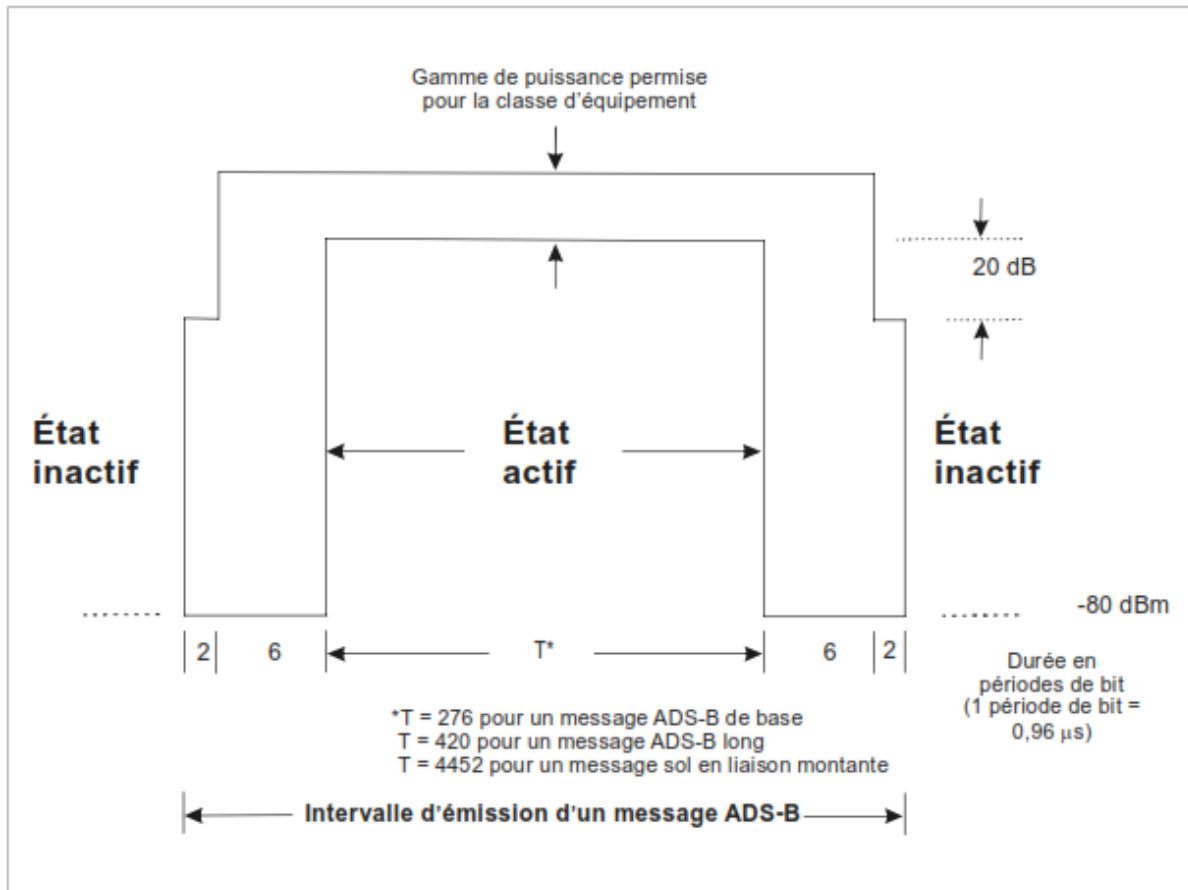 Gamme de puissance permise
pour la classe d'équipement
20 dB
État
inactif
État
actif
État
inactif
-80 dBm
2
6
T*
6
2
Durée en
périodes de bit
(1 période de bit =
0,96 μs)
*T = 276 pour un message ADS-B de base
T = 420 pour un message ADS-B long
T = 4452 pour un message sol en liaison montante
Intervalle d'émission d'un message ADS-B